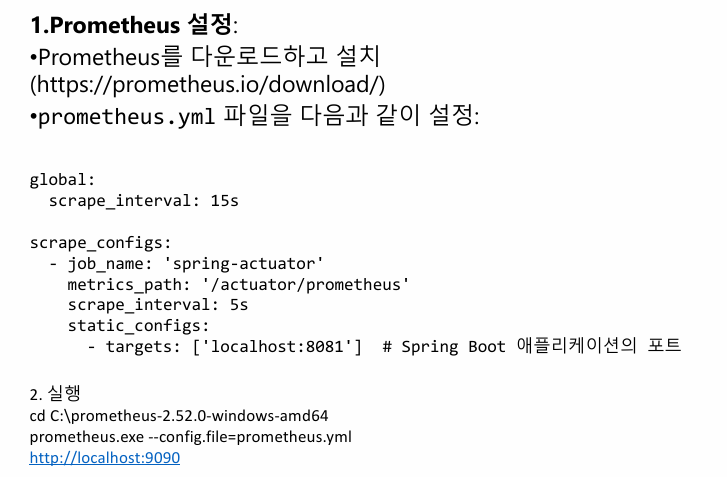 1.Prometheus 설정:
•Prometheus를 다운로드하고 설치
(https://prometheus.io/download/)
•prometheus.yml 파일을 다음과 같이 설정:
global:
  scrape_interval: 15s
scrape_configs:
  - job_name: 'spring-actuator'
    metrics_path: '/actuator/prometheus'
    scrape_interval: 5s
    static_configs:
      - targets: ['localhost:8081']  # Spring Boot 애플리케이션의 포트
2. 실행
cd C:\prometheus-2.52.0-windows-amd64
prometheus.exe --config.file=prometheus.yml
http://localhost:9090